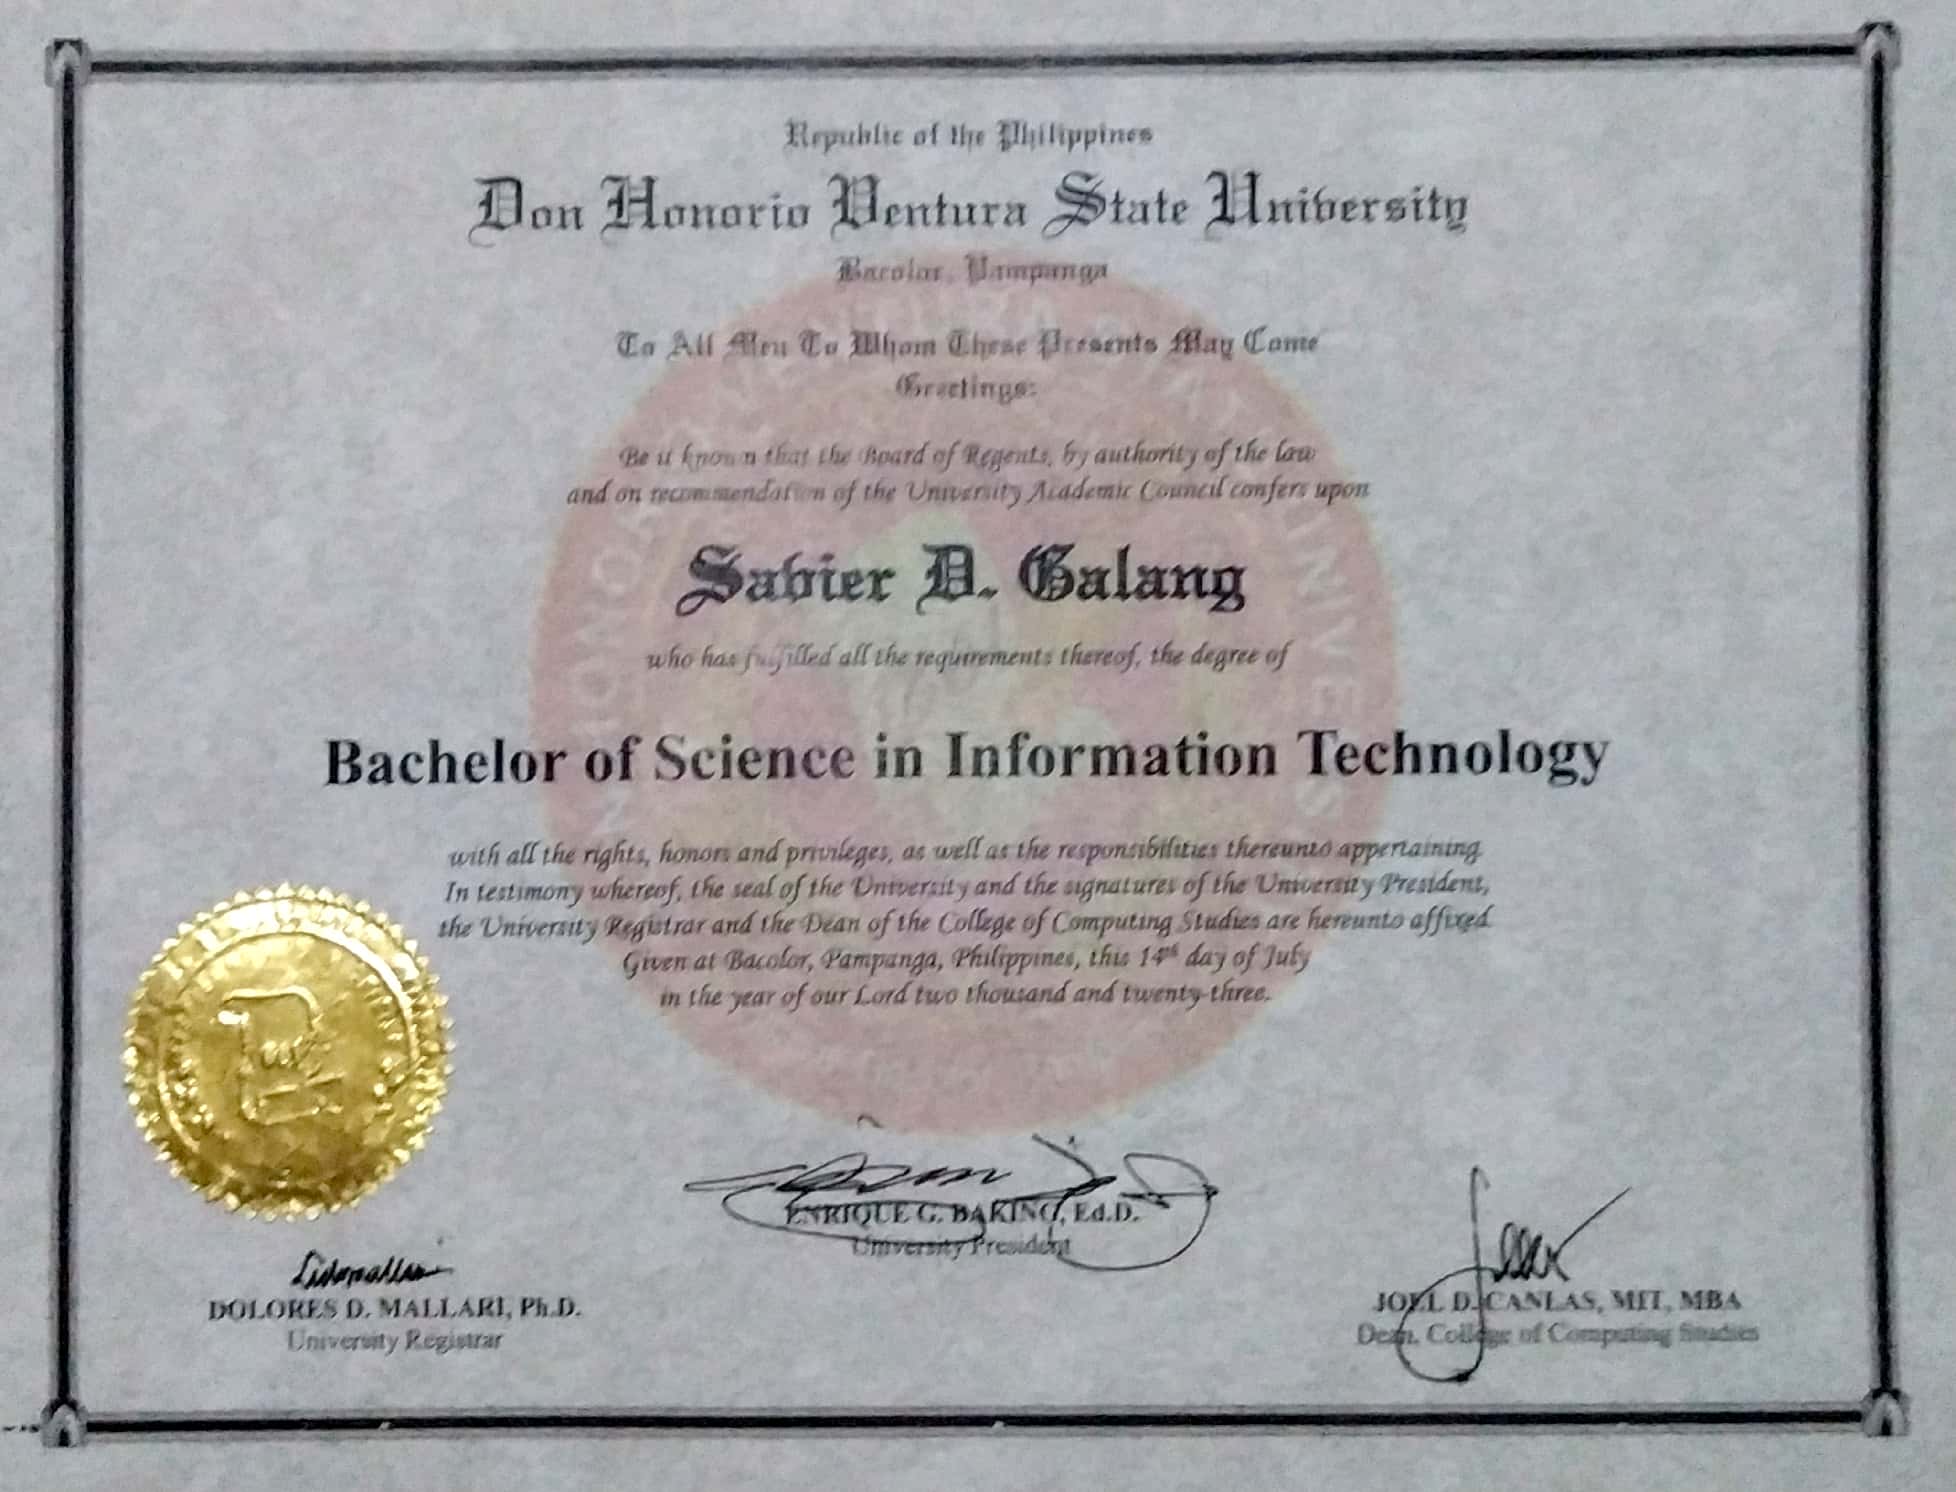 Republic of the Philippines
Don Honorio Ventura State University
Bacolor, Pampanga
To All Men To Whom These Presents May Come
Greetings:
Be it known that the Board of Regents, by authority of the law
and on recommendation of the University Academic Council confers upon
Savier D. Galang
who has fulfilled all the requirements thereof, the degree of
Bachelor of Science in Information Technology
with all the rights, honors and privileges, as well as the responsibilities thereunto appertaining.
In testimony whereof, the seal of the University and the signatures of the University President,
the University Registrar and the Dean of the College of Computing Studies are hereunto affixed.
Given at Bacolor, Pampanga, Philippines, this 14th day of July
in the year of our Lord two thousand and twenty-three.
ENRIQUE G. BAKING, Ed.D.
University President
DOLORES D. MALLARI, Ph.D.
University Registrar
JOEL D. CANLAS, MIT, MBA
Dean, College of Computing Studies